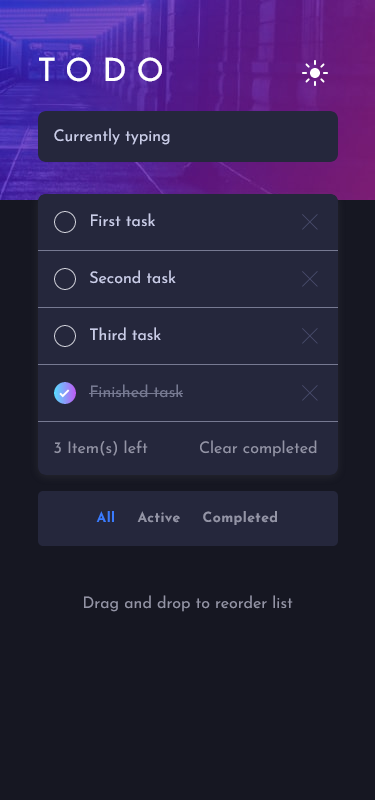 TODO
Currently typing
First task
Second task
Third task
Finished task
3 Item(s) left Clear completed
All Active Completed
Drag and drop to reorder list